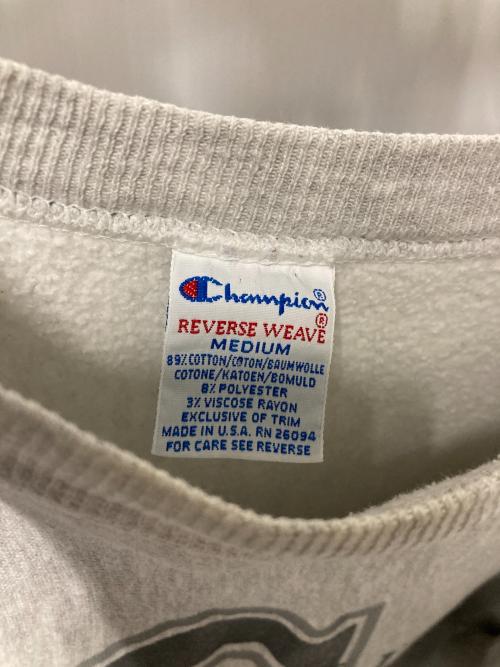 Champion®
REVERSE WEAVE®
MEDIUM
89% COTTON/COTON/BAUMWOLLE
COTONE/KATOEN/BOMULD
8% POLYESTER
3% VISCOSE RAYON
EXCLUSIVE OF TRIM
MADE IN U.S.A. RN 26094
FOR CARE SEE REVERSE